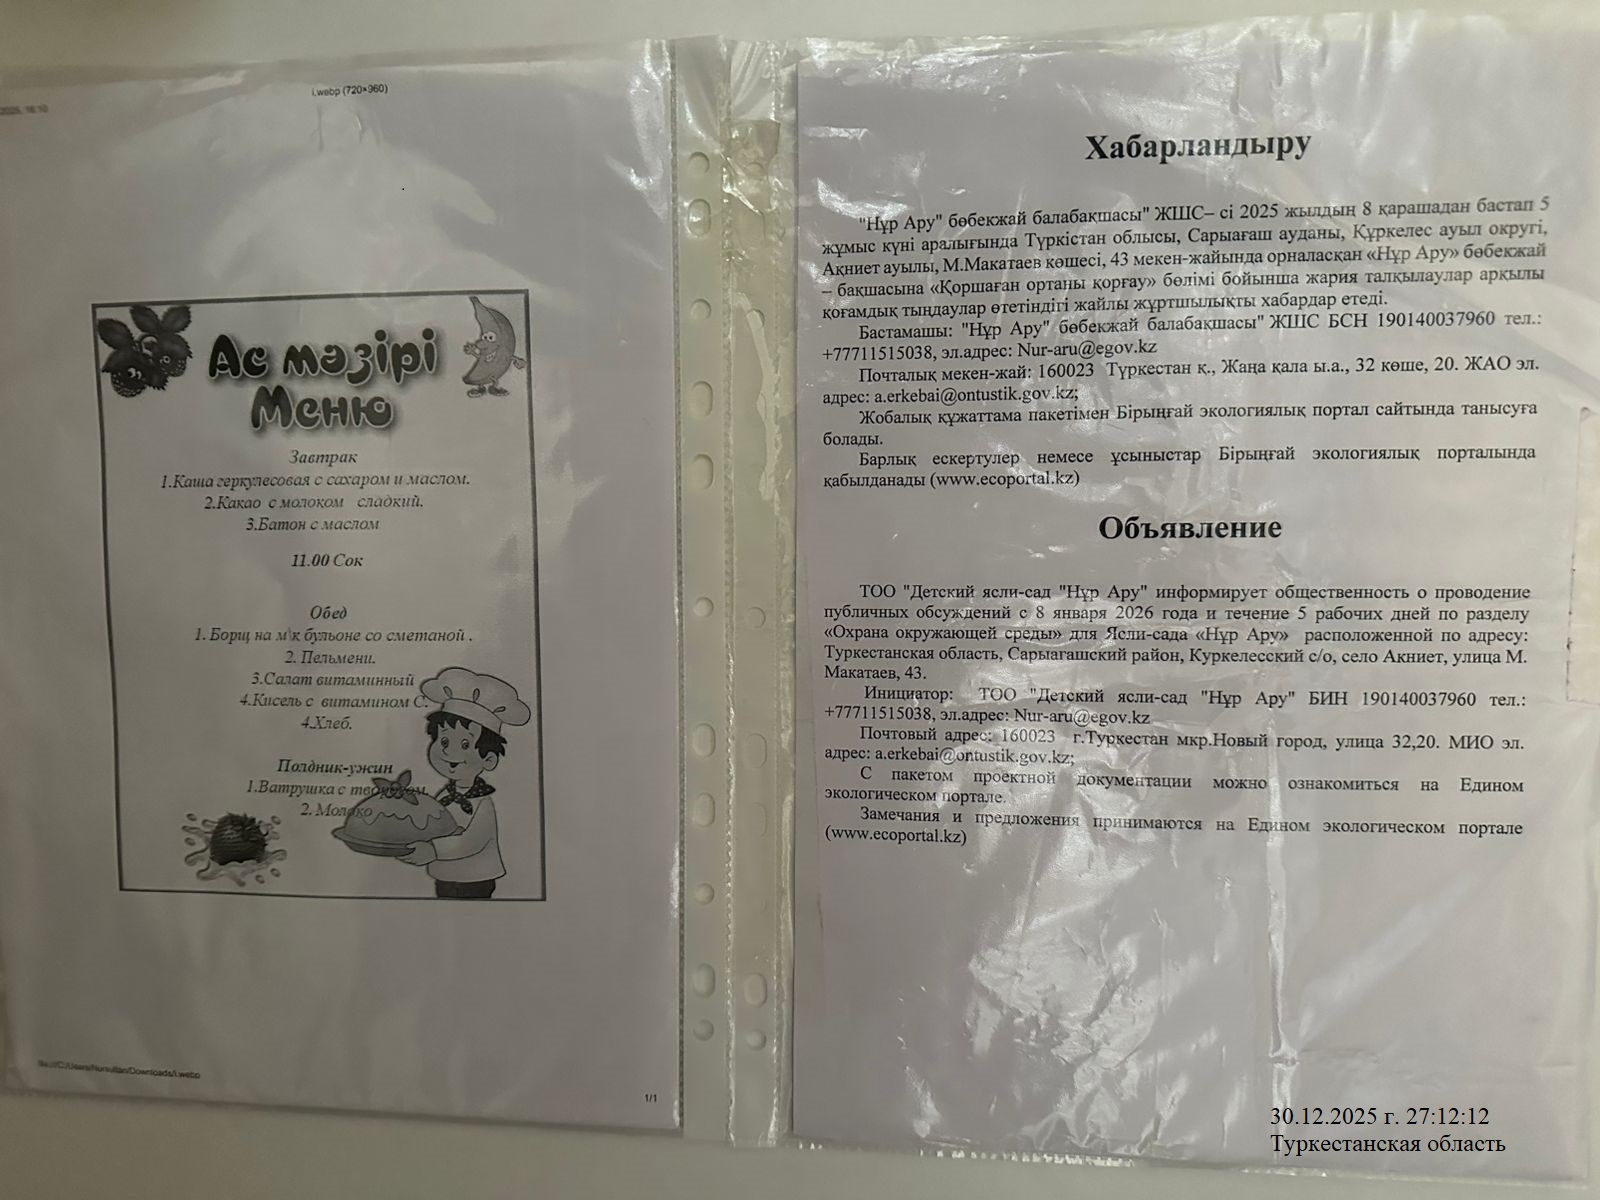 i.webp (720×960)
Ас мәзірі
Меню
Завтрак
1.Каша геркулесовая с сахаром и маслом.
2.Какао с молоком сладкий.
3.Батон с маслом
11.00 Сок
Обед
1. Борщ на м\к бульоне со сметаной .
2. Пельмени.
3.Салат витаминный
4.Кисель с витамином С.
4.Хлеб.
Полдник-ужин
1.Ватрушка с творогом.
2. Молоко
file:///C:/Users/Nursultan/Downloads/i.webp
1/1
Хабарландыру
"Нұр Ару" бөбекжай балабақшасы" ЖШС– сі 2025 жылдың 8 қарашадан бастап 5
жұмыс күні аралығында Түркістан облысы, Сарыағаш ауданы, Құркелес ауыл округі,
Ақниет ауылы, М.Макатаев көшесі, 43 мекен-жайында орналасқан «Нұр Ару» бөбекжай
– бақшасына «Қоршаған ортаны қорғау» бөлімі бойынша жария талқылаулар арқылы
қоғамдық тыңдаулар өтетіндігі жайлы жұртшылықты хабардар етеді.
Бастамашы: "Нұр Ару" бөбекжай балабақшасы" ЖШС БСН 190140037960 тел.:
+77711515038, эл.адрес: Nur-aru@egov.kz
Почталық мекен-жай: 160023 Түркестан қ., Жаңа қала ы.а., 32 көше, 20. ЖАО эл.
адрес: a.erkebai@ontustik.gov.kz;
Жобалық құжаттама пакетімен Бірыңғай экологиялық портал сайтында танысуға
болады.
Барлық ескертулер немесе ұсыныстар Бірыңғай экологиялық порталында
қабылданады (www.ecoportal.kz)
Объявление
ТОО "Детский ясли-сад "Нұр Ару" информирует общественность о проводение
публичных обсуждений с 8 января 2026 года и течение 5 рабочих дней по разделу
«Охрана окружающей среды» для Ясли-сада «Нұр Ару» расположенной по адресу:
Туркестанская область, Сарыагашский район, Куркелесский с/о, село Акниет, улица М.
Макатаев, 43.
Инициатор: ТОО "Детский ясли-сад "Нұр Ару" БИН 190140037960 тел.:
+77711515038, эл.адрес: Nur-aru@egov.kz
Почтовый адрес: 160023 г.Туркестан мкр.Новый город, улица 32,20. МИО эл.
адрес: a.erkebai@ontustik.gov.kz;
С пакетом проектной документации можно ознакомиться на Едином
экологическом портале.
Замечания и предложения принимаются на Едином экологическом портале
(www.ecoportal.kz)
30.12.2025 г. 27:12:12
Туркестанская область